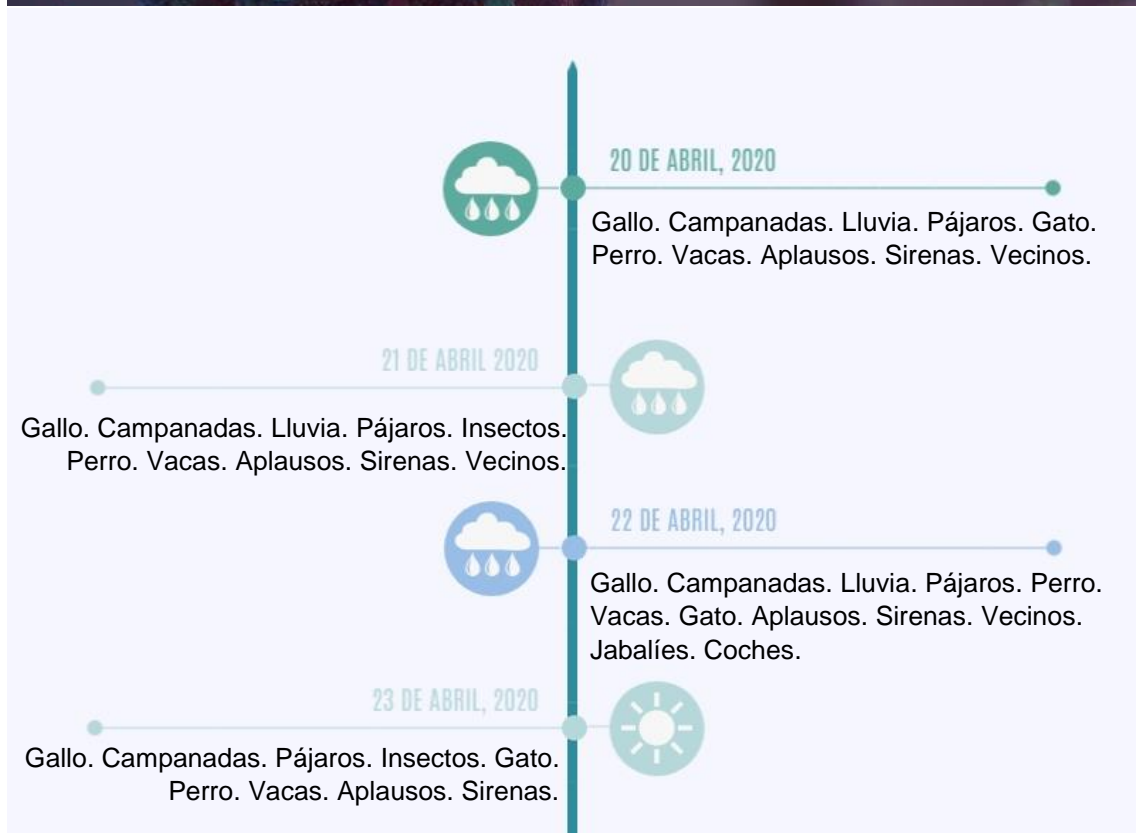 20 DE ABRIL, 2020
Gallo. Campanadas. Lluvia. Pájaros. Gato.
Perro. Vacas. Aplausos. Sirenas. Vecinos.
21 DE ABRIL 2020
Gallo. Campanadas. Lluvia. Pájaros. Insectos.
Perro. Vacas. Aplausos. Sirenas. Vecinos.
22 DE ABRIL, 2020
Gallo. Campanadas. Lluvia. Pájaros. Perro.
Vacas. Gato. Aplausos. Sirenas. Vecinos.
Jabalíes. Coches.
23 DE ABRIL, 2020
Gallo. Campanadas. Pájaros. Insectos. Gato.
Perro. Vacas. Aplausos. Sirenas.